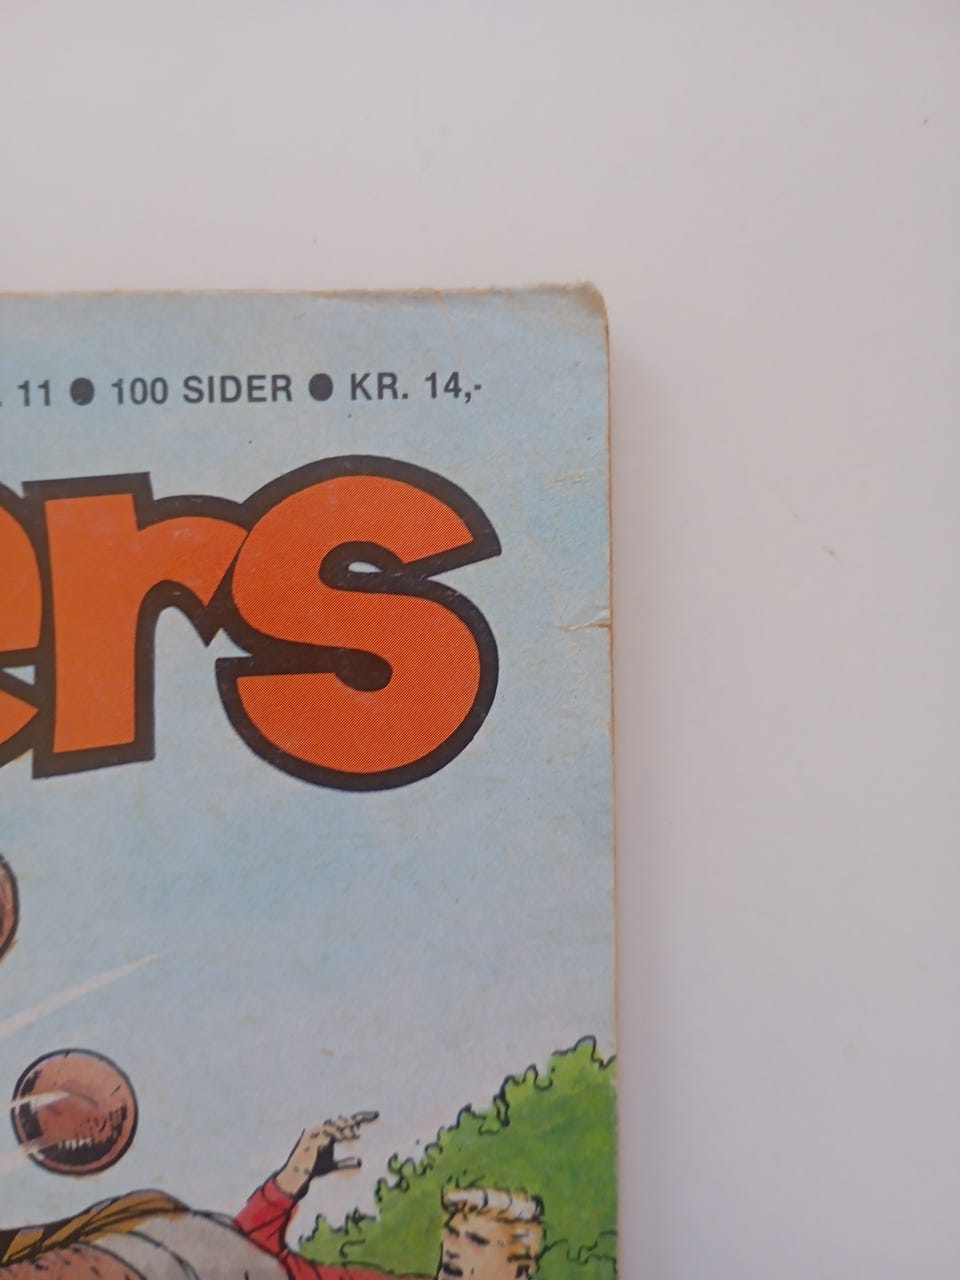 . 11 ● 100 SIDER ● KR. 14,-
ers